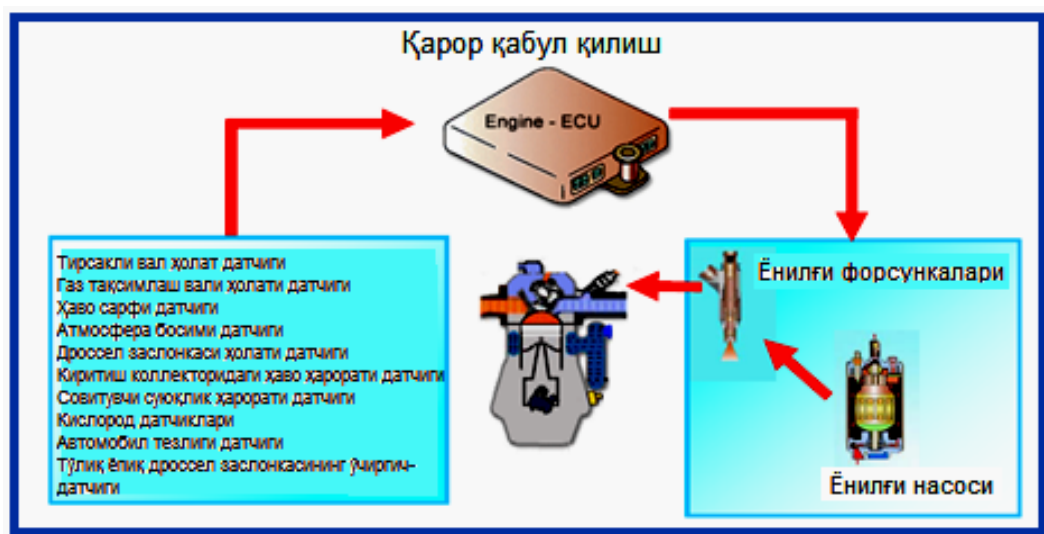 Қарор қабул қилиш
Engine - ECU
Тирсакли вал ҳолат датчиги
Газ тақсимлаш вали ҳолати датчиги
Ҳаво сарфи датчиги
Атмосфера босими датчиги
Дроссел заслонкаси ҳолати датчиги
Киритиш коллекторидаги ҳаво ҳарорати датчиги
Совитувчи суюқлик ҳарорати датчиги
Кислород датчиклари
Автомобил тезлиги датчиги
Тўлиқ ёпиқ дроссел заслонкасининг ўчиргич-
датчиги
Ёнилғи форсункалари
Ёнилғи насоси